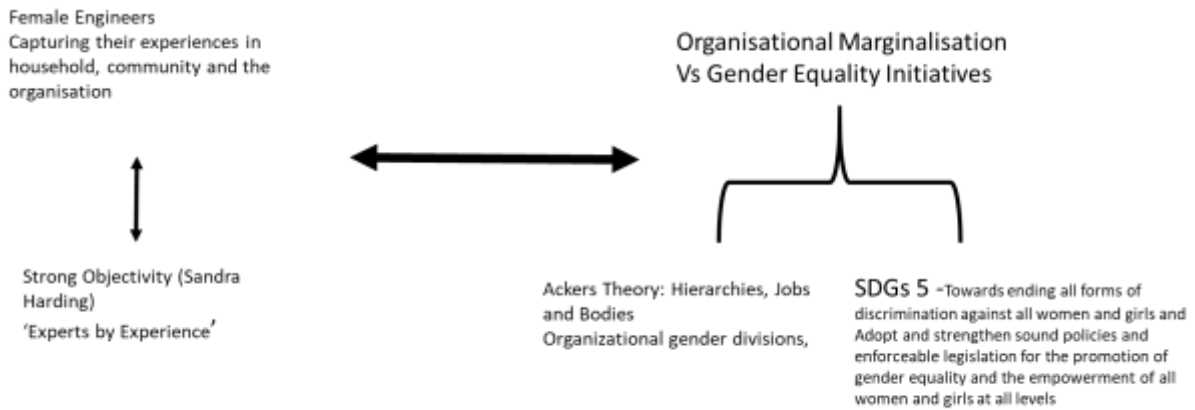 Female Engineers
Capturing their experiences in
household, community and the
organisation
Organisational Marginalisation
Vs Gender Equality Initiatives
Strong Objectivity (Sandra
Harding)
‘Experts by Experience’
Ackers Theory: Hierarchies, Jobs
and Bodies
Organizational gender divisions,
SDGs 5 -Towards ending all forms of
discrimination against all women and girls and
Adopt and strengthen sound policies and
enforceable legislation for the promotion of
gender equality and the empowerment of all
women and girls at all levels